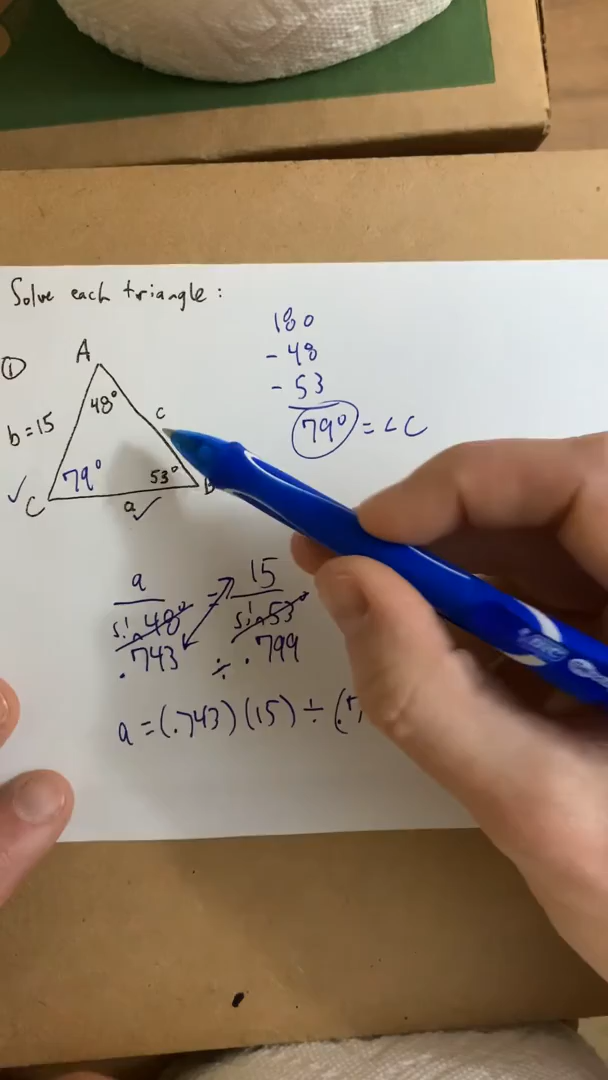 Solve each triangle:
① A
48°
c
b=15
79°
53°
✓ C
B
a ✓
180
- 48
- 53
79° = ∠C
a = 15
sin 48° sin 53°
.743 ÷ .799
a = (.743)(15) ÷ (.7
BIC